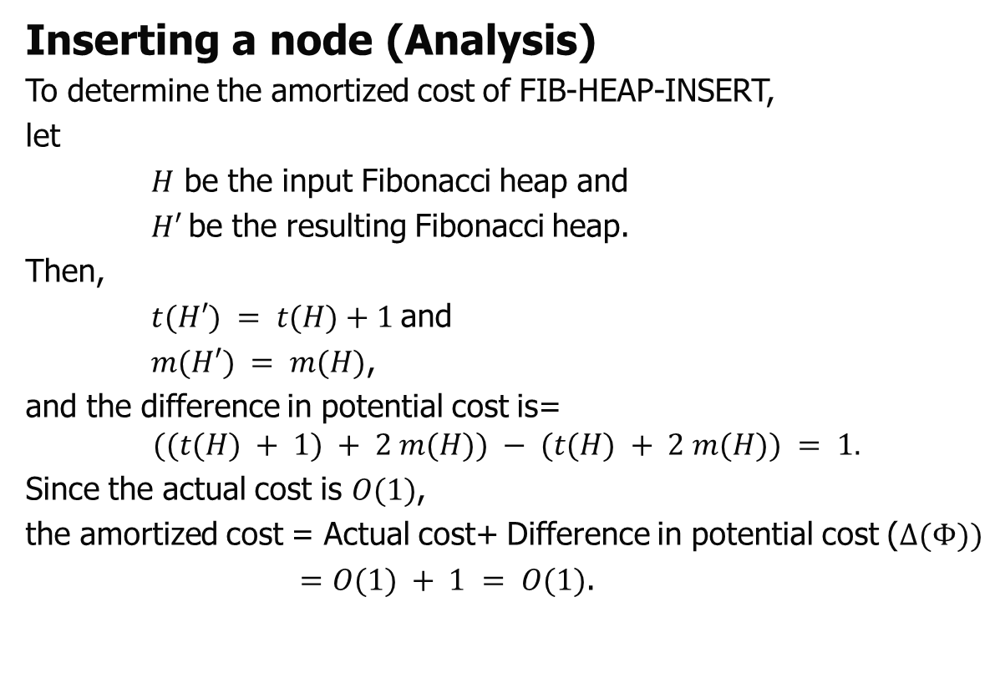 Inserting a node (Analysis)
To determine the amortized cost of FIB-HEAP-INSERT,
let
H be the input Fibonacci heap and
H′ be the resulting Fibonacci heap.
Then,
t(H′) = t(H) + 1 and
m(H′) = m(H),
and the difference in potential cost is=
((t(H) + 1) + 2 m(H)) − (t(H) + 2 m(H)) = 1.
Since the actual cost is O(1),
the amortized cost = Actual cost+ Difference in potential cost (Δ(Φ))
= O(1) + 1 = O(1).